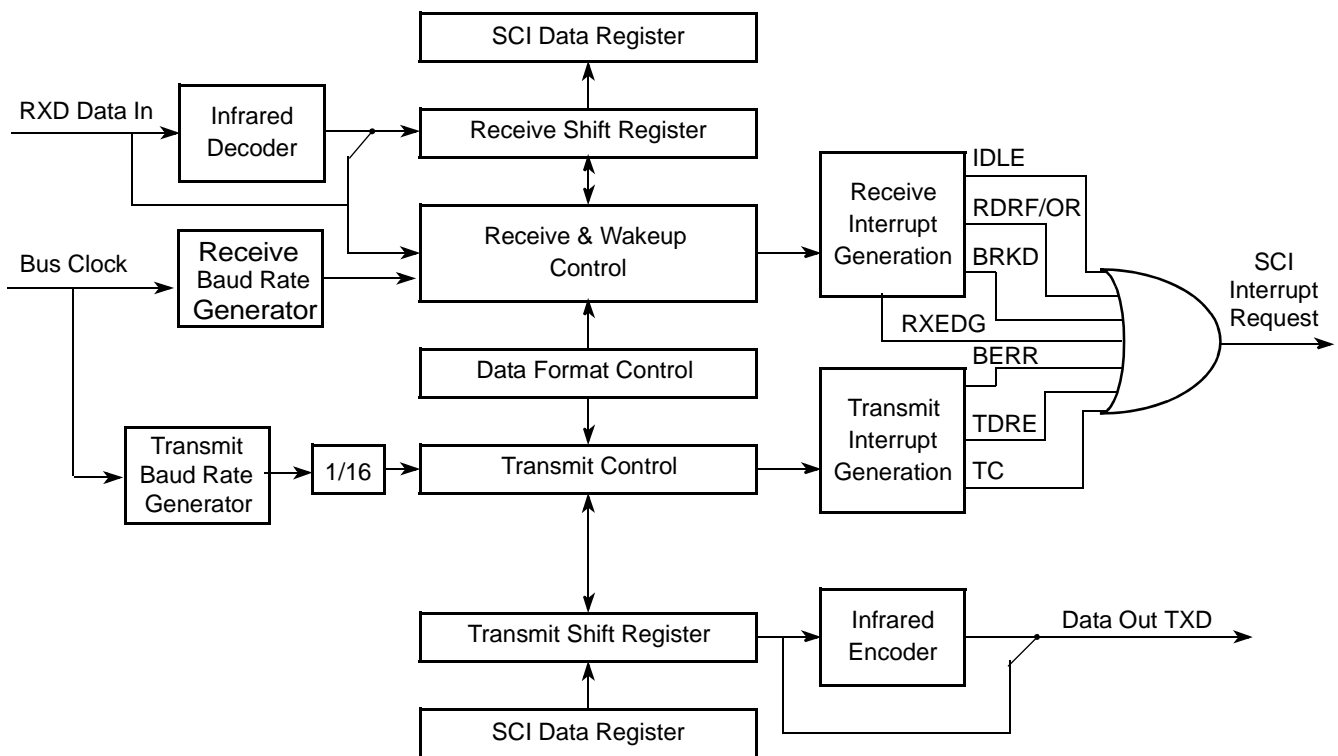 SCI Data Register
RXD Data In
Infrared
Decoder
Receive Shift Register
IDLE
Receive
Interrupt
Generation
RDRF/OR
BRKD
Receive & Wakeup
Control
Bus Clock
Receive
Baud Rate
Generator
SCI
Interrupt
Request
RXEDG
BERR
Data Format Control
Transmit
Interrupt
Generation
TDRE
TC
Transmit
Baud Rate
Generator
1/16
Transmit Control
Transmit Shift Register
Infrared
Encoder
Data Out TXD
SCI Data Register